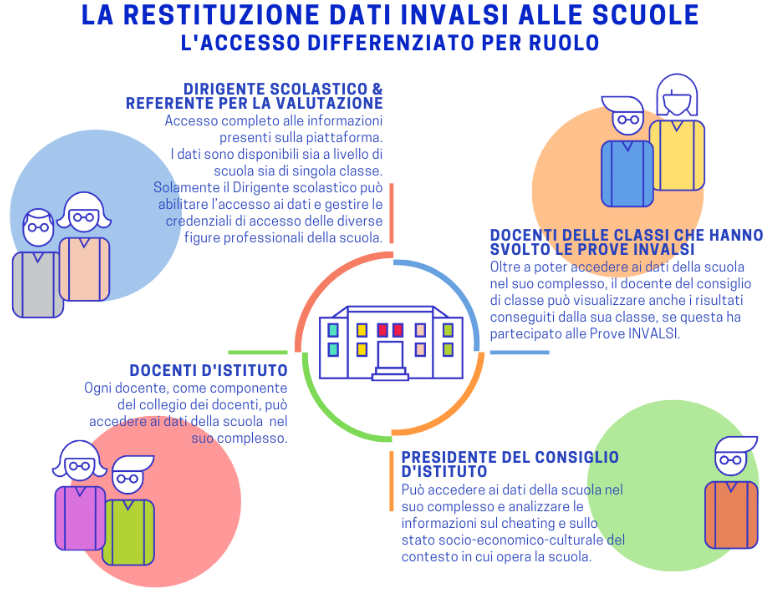 LA RESTITUZIONE DATI INVALSI ALLE SCUOLE
L'ACCESSO DIFFERENZIATO PER RUOLO
DIRIGENTE SCOLASTICO &
REFERENTE PER LA VALUTAZIONE
Accesso completo alle informazioni
presenti sulla piattaforma.
I dati sono disponibili sia a livello di
scuola sia di singola classe.
Solamente il Dirigente scolastico può
abilitare l'accesso ai dati e gestire le
credenziali di accesso delle diverse
figure professionali della scuola.
DOCENTI DELLE CLASSI CHE HANNO
SVOLTO LE PROVE INVALSI
Oltre a poter accedere ai dati della scuola
nel suo complesso, il docente del consiglio
di classe può visualizzare anche i risultati
conseguiti dalla sua classe, se questa ha
partecipato alle Prove INVALSI.
DOCENTI D'ISTITUTO
Ogni docente, come componente
del collegio dei docenti, può
accedere ai dati della scuola nel
suo complesso.
PRESIDENTE DEL CONSIGLIO
D'ISTITUTO
Può accedere ai dati della scuola nel
suo complesso e analizzare le
informazioni sul cheating e sullo
stato socio-economico-culturale del
contesto in cui opera la scuola.